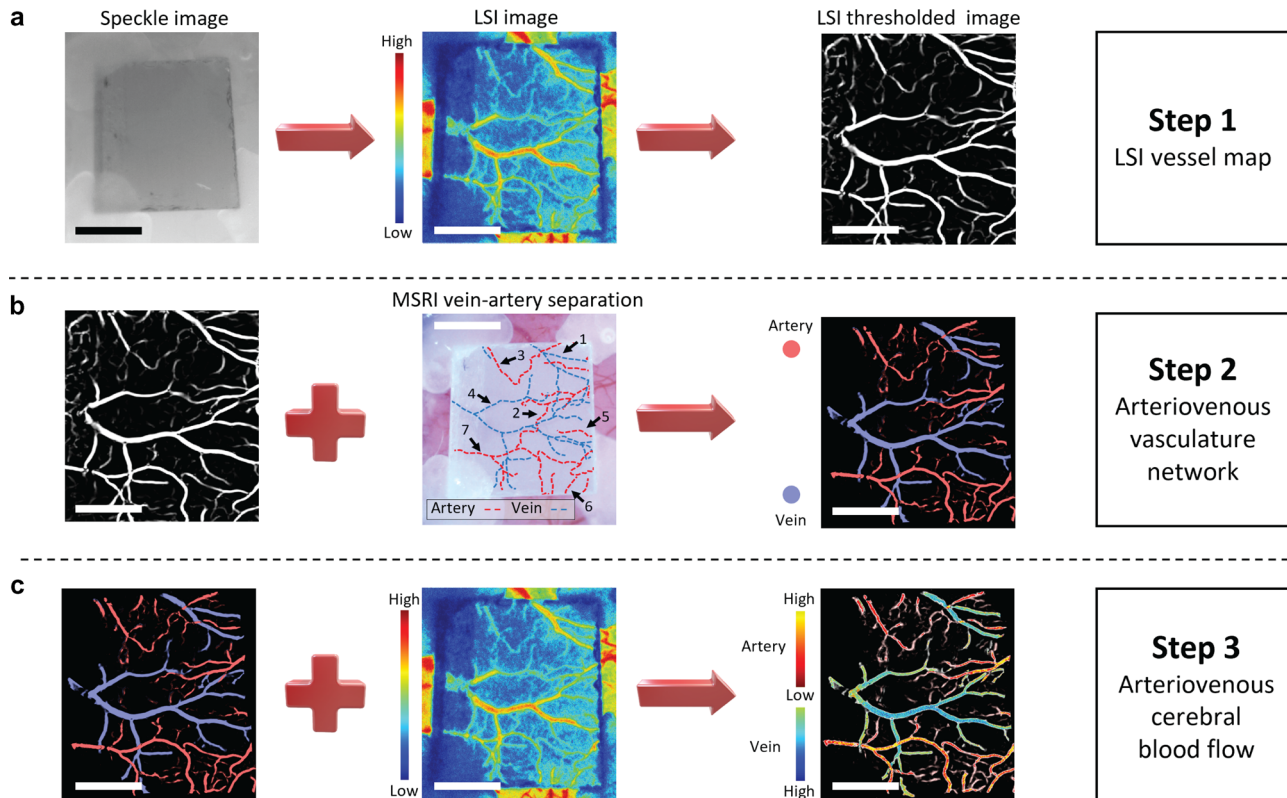 a
Speckle image
LSI image
LSI thresholded image
High
Low
Step 1
LSI vessel map
b
MSRI vein-artery separation
1
3
4
2
5
7
6
Artery
Vein
Artery
Vein
Step 2
Arteriovenous
vasculature
network
c
High
Low
High
Artery
Low
Vein
High
Step 3
Arteriovenous
cerebral
blood flow